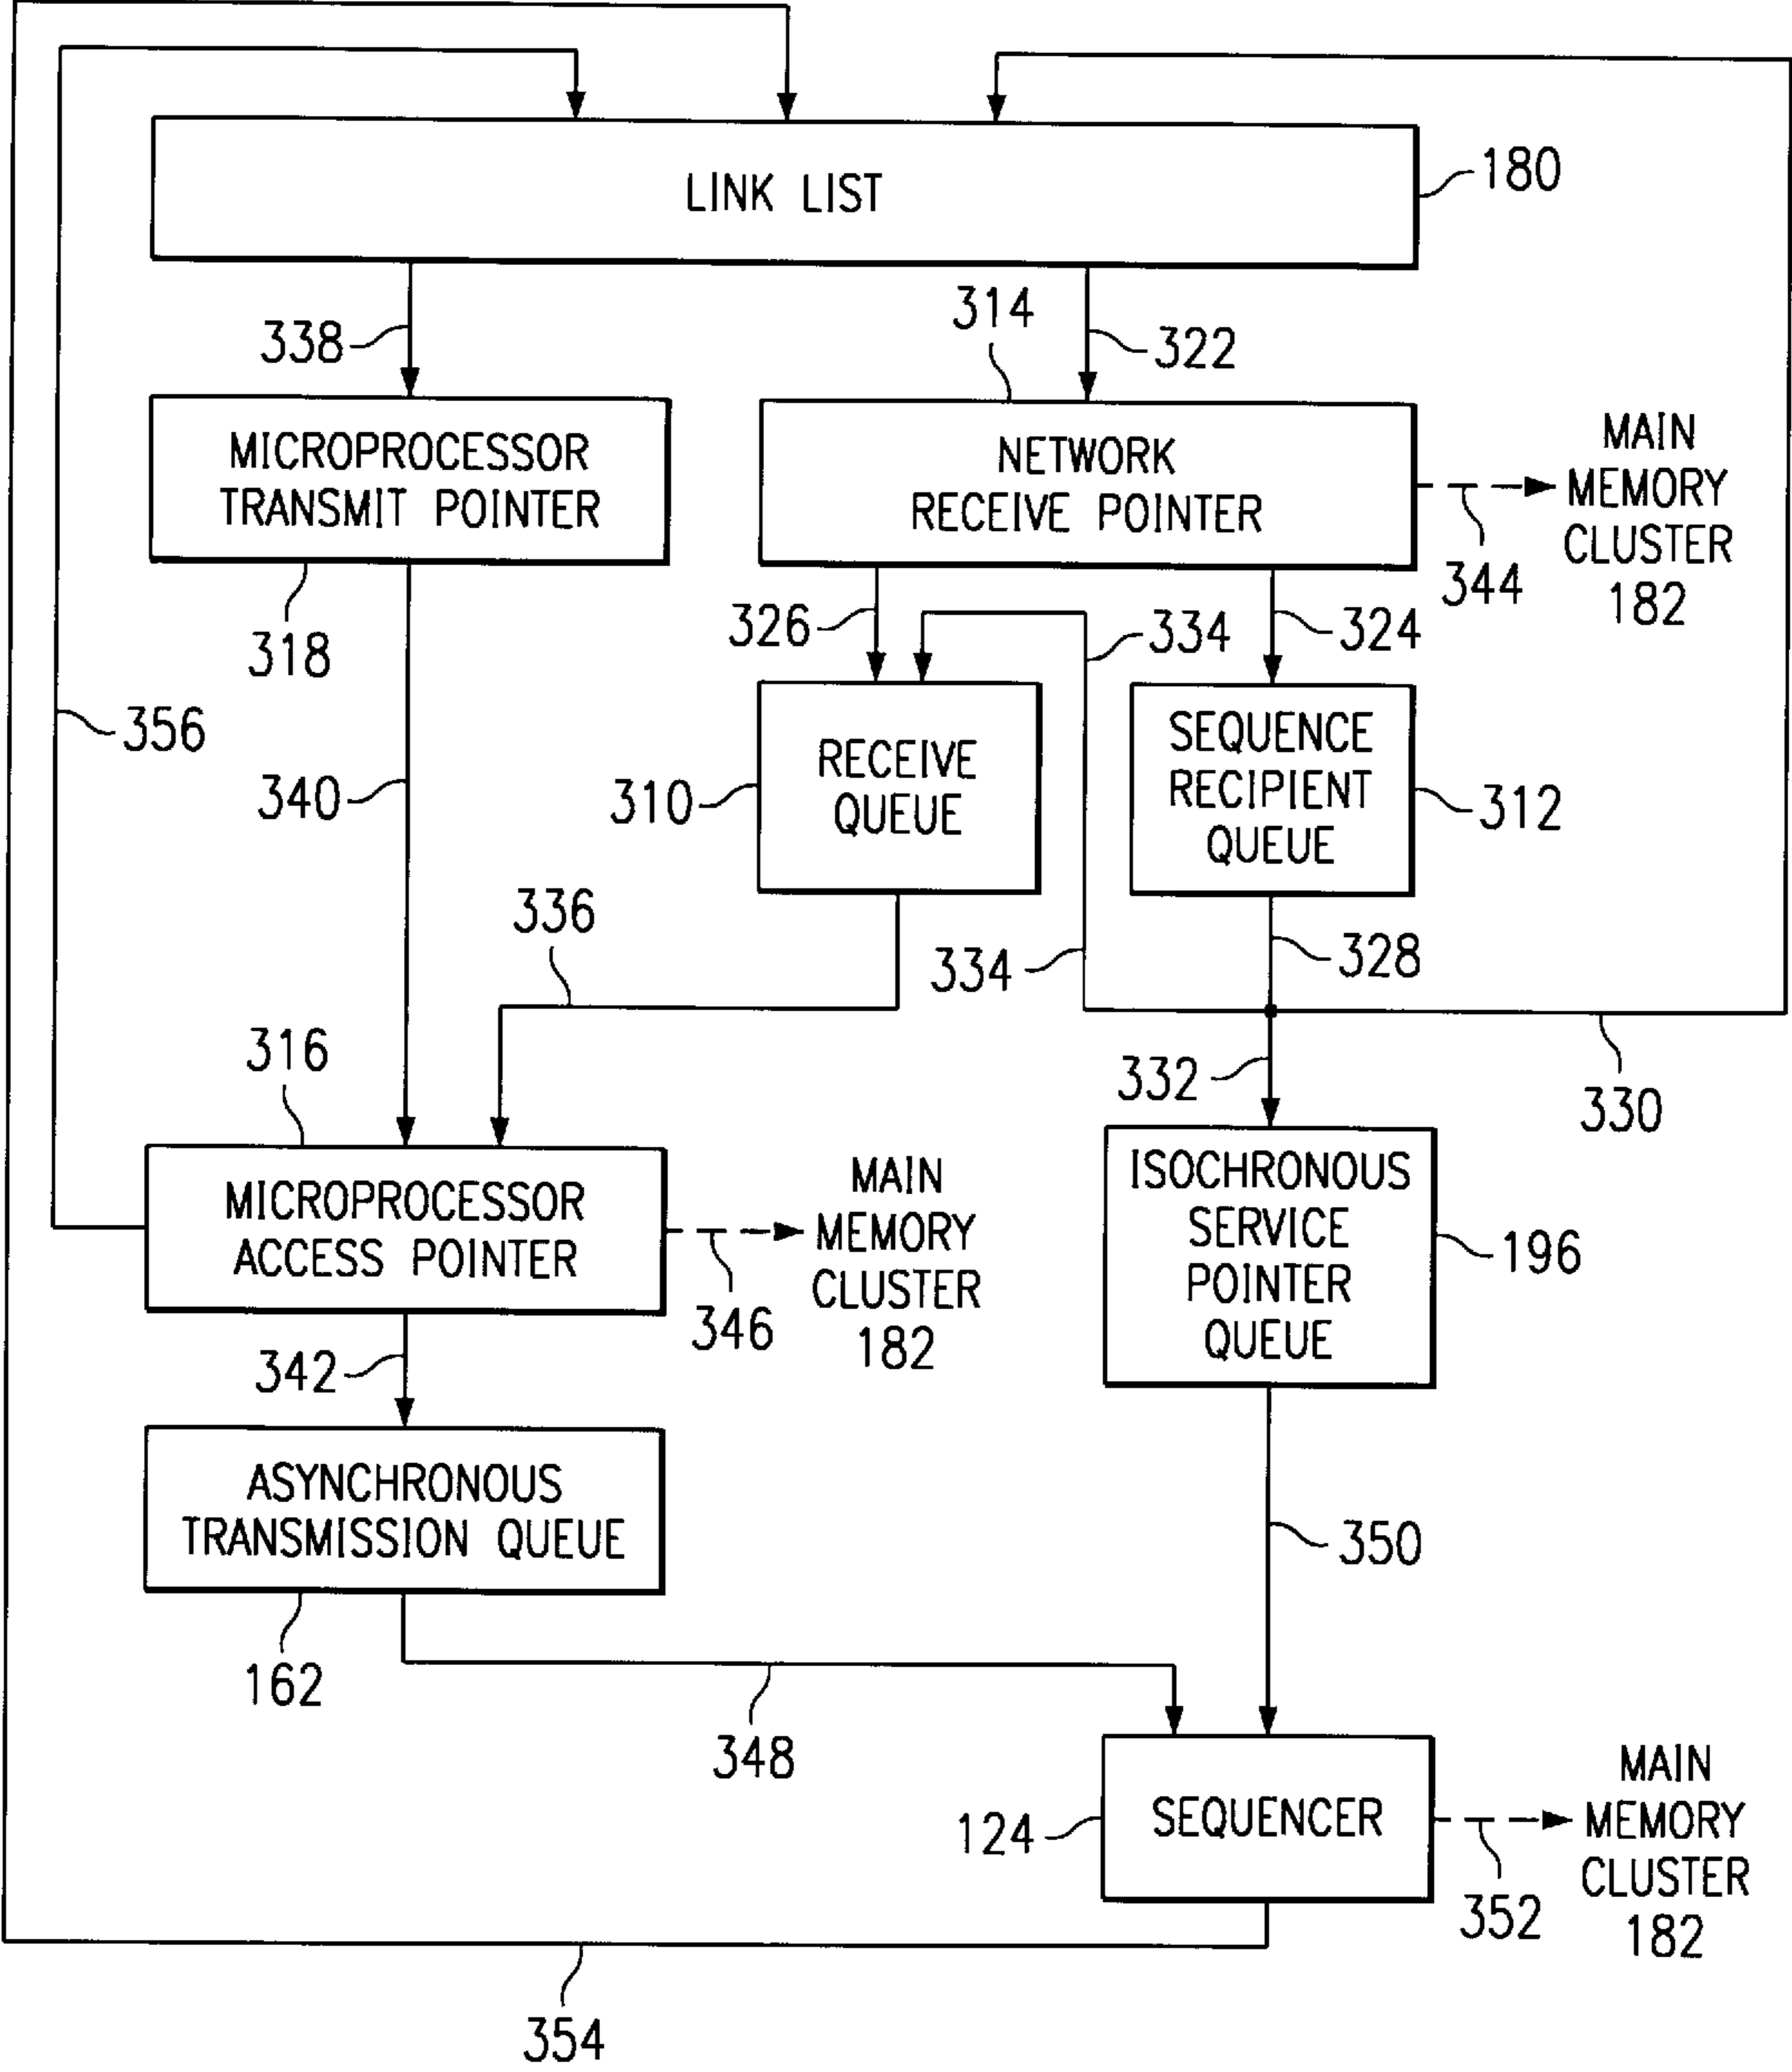 LINK LIST
180
338
314
322
MICROPROCESSOR
TRANSMIT POINTER
318
NETWORK
RECEIVE POINTER
MAIN
MEMORY
CLUSTER
182
344
326
334
324
356
340
310
RECEIVE
QUEUE
SEQUENCE
RECIPIENT
QUEUE
312
336
334
328
316
332
330
MICROPROCESSOR
ACCESS POINTER
MAIN
MEMORY
CLUSTER
182
346
ISOCHRONOUS
SERVICE
POINTER
QUEUE
196
342
ASYNCHRONOUS
TRANSMISSION QUEUE
162
350
348
124
SEQUENCER
MAIN
MEMORY
CLUSTER
182
352
354